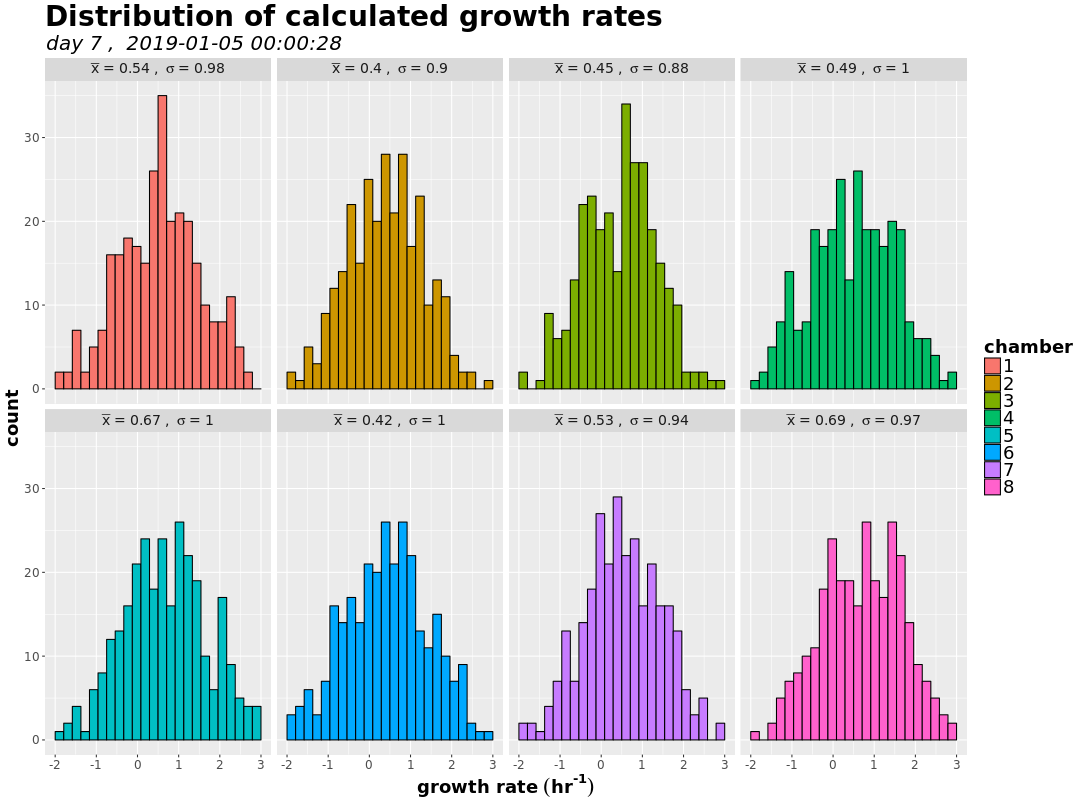 Distribution of calculated growth rates
day 7 ,  2019-01-05 00:00:28
x̅ = 0.54 ,  σ = 0.98
x̅ = 0.4 ,  σ = 0.9
x̅ = 0.45 ,  σ = 0.88
x̅ = 0.49 ,  σ = 1
30
20
10
0
x̅ = 0.67 ,  σ = 1
x̅ = 0.42 ,  σ = 1
x̅ = 0.53 ,  σ = 0.94
x̅ = 0.69 ,  σ = 0.97
30
20
10
0
-2 -1 0 1 2 3
-2 -1 0 1 2 3
-2 -1 0 1 2 3
-2 -1 0 1 2 3
growth rate (hr⁻¹)
count
chamber
1
2
3
4
5
6
7
8